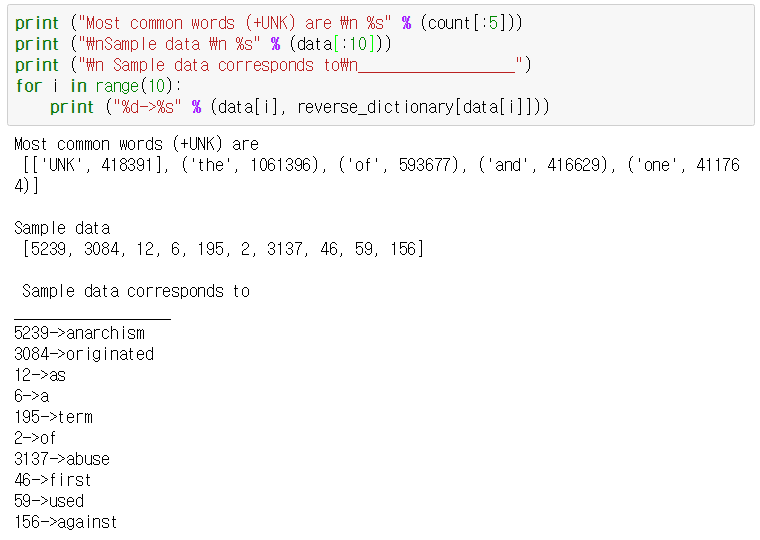 print ("Most common words (+UNK) are ₩n %s" % (count[:5]))
print ("₩nSample data ₩n %s" % (data[:10]))
print ("₩n Sample data corresponds to₩n__________________")
for i in range(10):
    print ("%d->%s" % (data[i], reverse_dictionary[data[i]]))
Most common words (+UNK) are
 [['UNK', 418391], ('the', 1061396), ('of', 593677), ('and', 416629), ('one', 41176
4)]
Sample data
 [5239, 3084, 12, 6, 195, 2, 3137, 46, 59, 156]
 Sample data corresponds to
__________________
5239->anarchism
3084->originated
12->as
6->a
195->term
2->of
3137->abuse
46->first
59->used
156->against